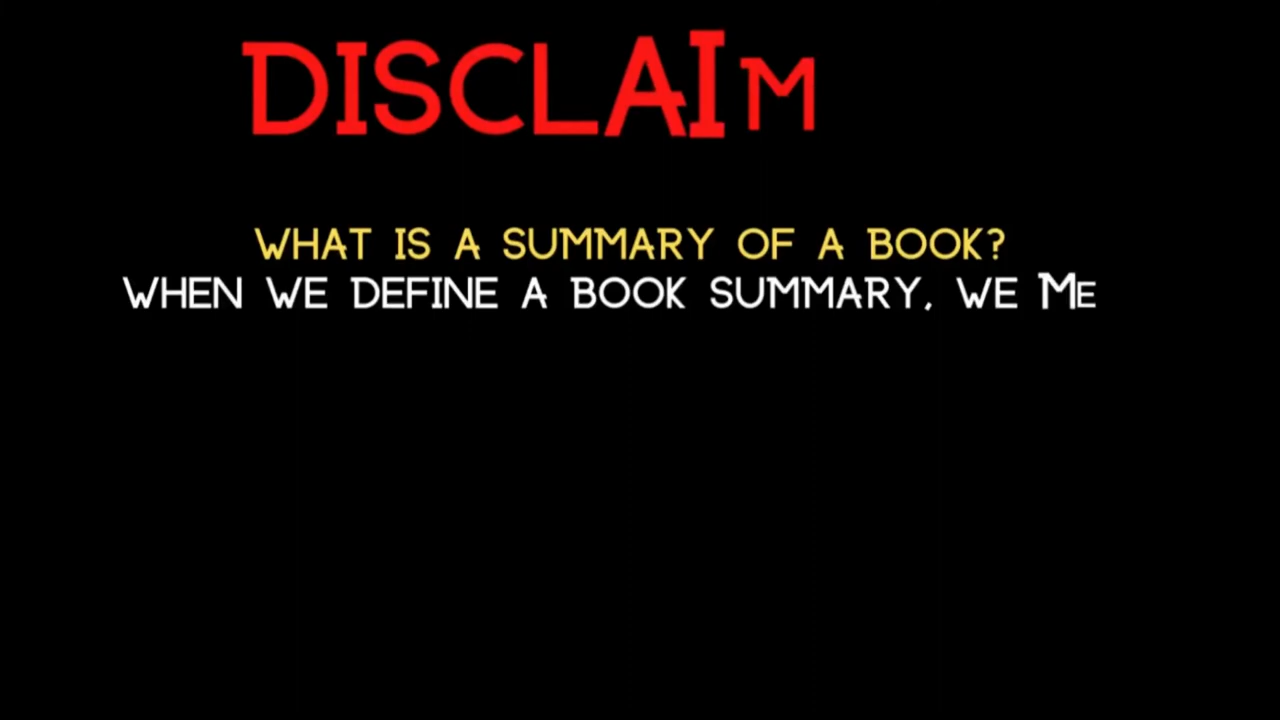 DISCLAIM
WHAT IS A SUMMARY OF A BOOK?
WHEN WE DEFINE A BOOK SUMMARY, WE ME